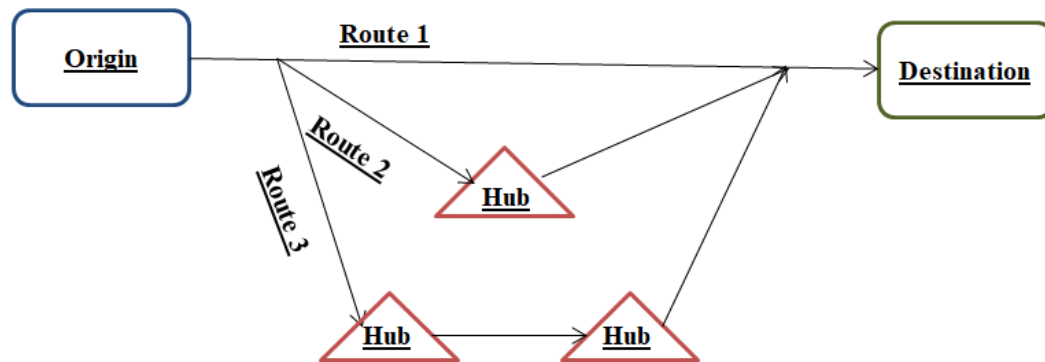 Route 1
Origin
Destination
Route 2
Hub
Route 3
Hub
Hub